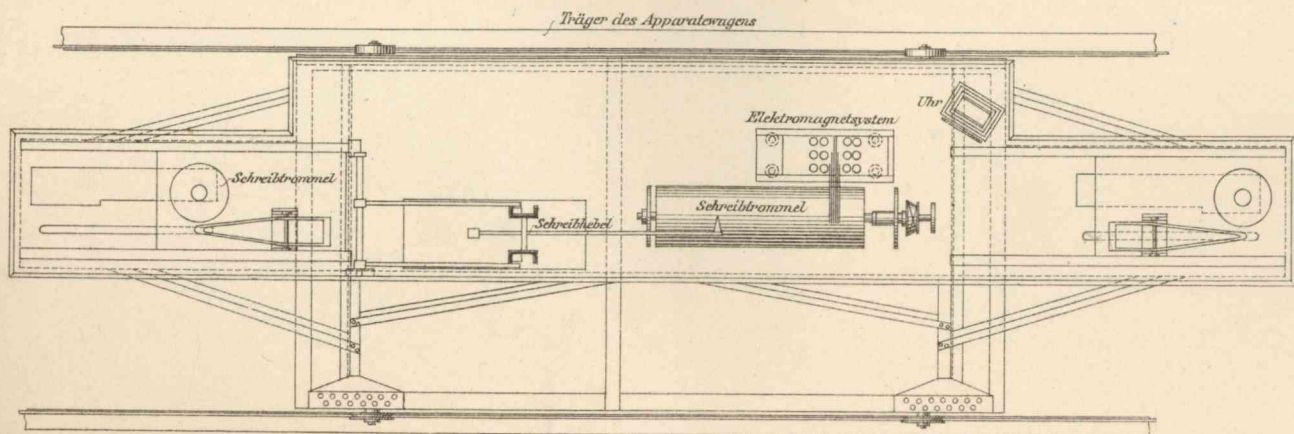 Träger des Apparatewagens
Uhr
Elektromagnetsystem
Schreibtrommel
Schreibtrommel
Schreibhebel